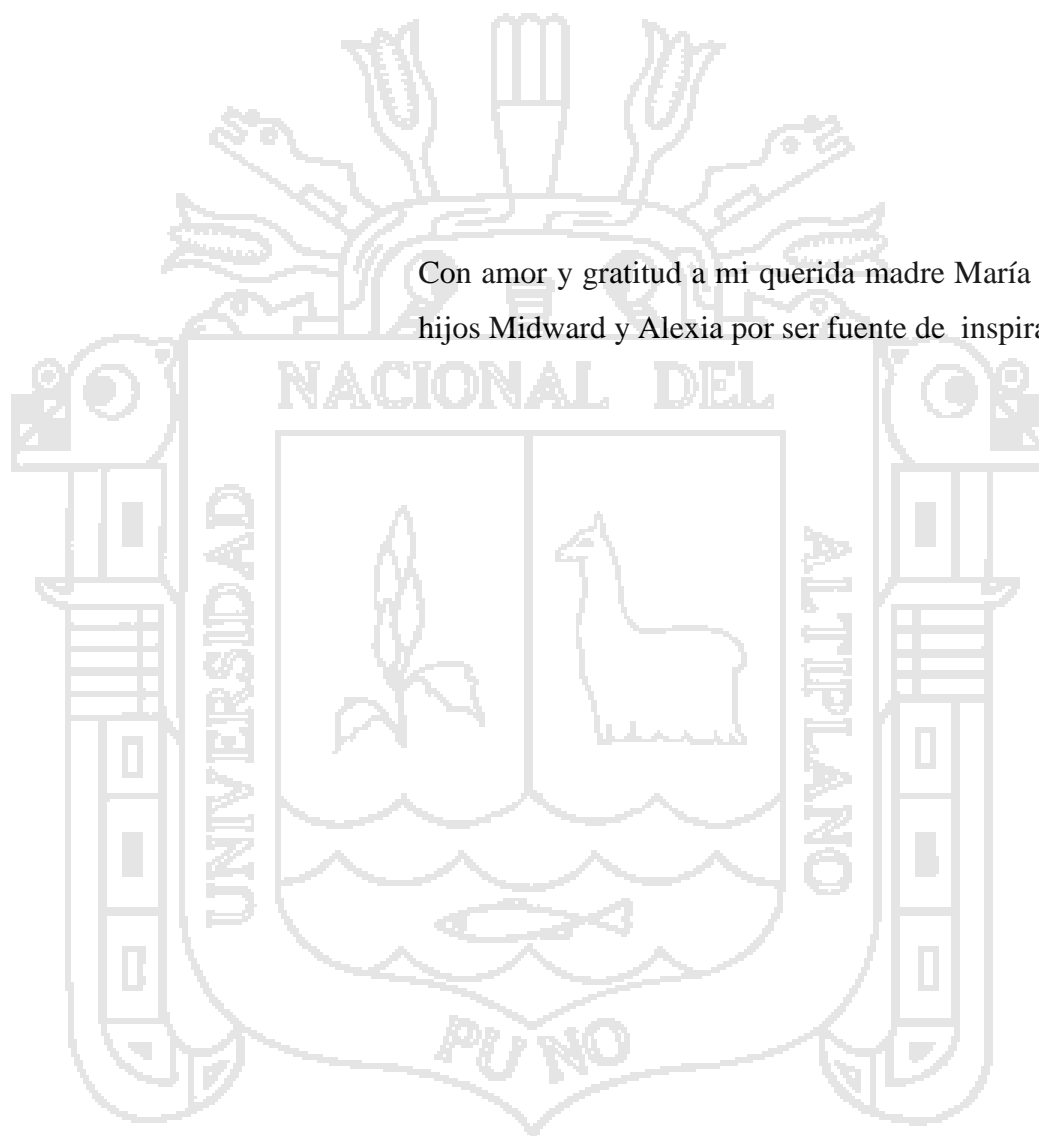 Con amor y gratitud a mi querida madre María
hijos Midward y Alexia por ser fuente de inspira
NACIONAL DEL
UNIVERSIDAD
ALTIPLANO
PUNO